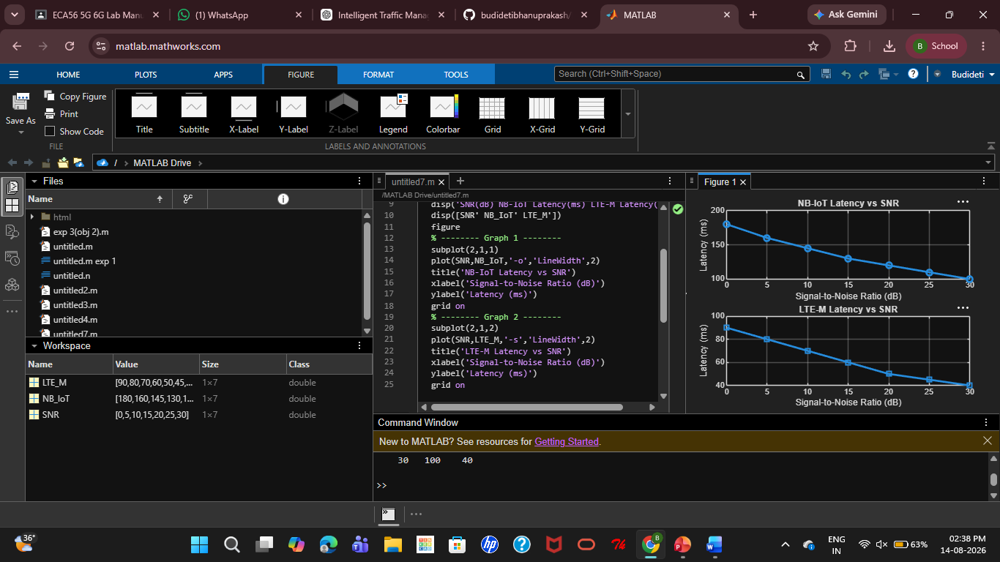 ECA56 5G 6G Lab Manu
(1) WhatsApp
Intelligent Traffic Mana
budidetibhanuprakash/
MATLAB
Ask Gemini
matlab.mathworks.com
B School
HOME PLOTS APPS FIGURE FORMAT TOOLS
Search (Ctrl+Shift+Space)
Budideti
Save As
Copy Figure
Print
Show Code
FILE
Title Subtitle X-Label Y-Label Z-Label Legend Colorbar Grid X-Grid Y-Grid
LABELS AND ANNOTATIONS
/ MATLAB Drive
Files
Name
html
exp 3(obj 2).m
untitled.m
untitled.m exp 1
untitled.n
untitled2.m
untitled3.m
untitled4.m
untitled7.m
Workspace
Name Value Size Class
LTE_M [90,80,70,60,50,45,... 1×7 double
NB_IoT [180,160,145,130,1... 1×7 double
SNR [0,5,10,15,20,25,30] 1×7 double
untitled7.m
/MATLAB Drive/untitled7.m
9 disp('SNR(dB) NB-IoT Latency(ms) LTE-M Latency(
10 disp([SNR' NB_IoT' LTE_M'])
11 figure
12 % -------- Graph 1 --------
13 subplot(2,1,1)
14 plot(SNR,NB_IoT,'-o','LineWidth',2)
15 title('NB-IoT Latency vs SNR')
16 xlabel('Signal-to-Noise Ratio (dB)')
17 ylabel('Latency (ms)')
18 grid on
19 % -------- Graph 2 --------
20 subplot(2,1,2)
21 plot(SNR,LTE_M,'-s','LineWidth',2)
22 title('LTE-M Latency vs SNR')
23 xlabel('Signal-to-Noise Ratio (dB)')
24 ylabel('Latency (ms)')
25 grid on
Figure 1
NB-IoT Latency vs SNR
Latency (ms)
200
150
100
0 5 10 15 20 25 30
Signal-to-Noise Ratio (dB)
LTE-M Latency vs SNR
Latency (ms)
100
80
60
40
0 5 10 15 20 25 30
Signal-to-Noise Ratio (dB)
Command Window
New to MATLAB? See resources for Getting Started.
30 100 40
>>
36°
ENG
IN
63%
02:38 PM
14-08-2026